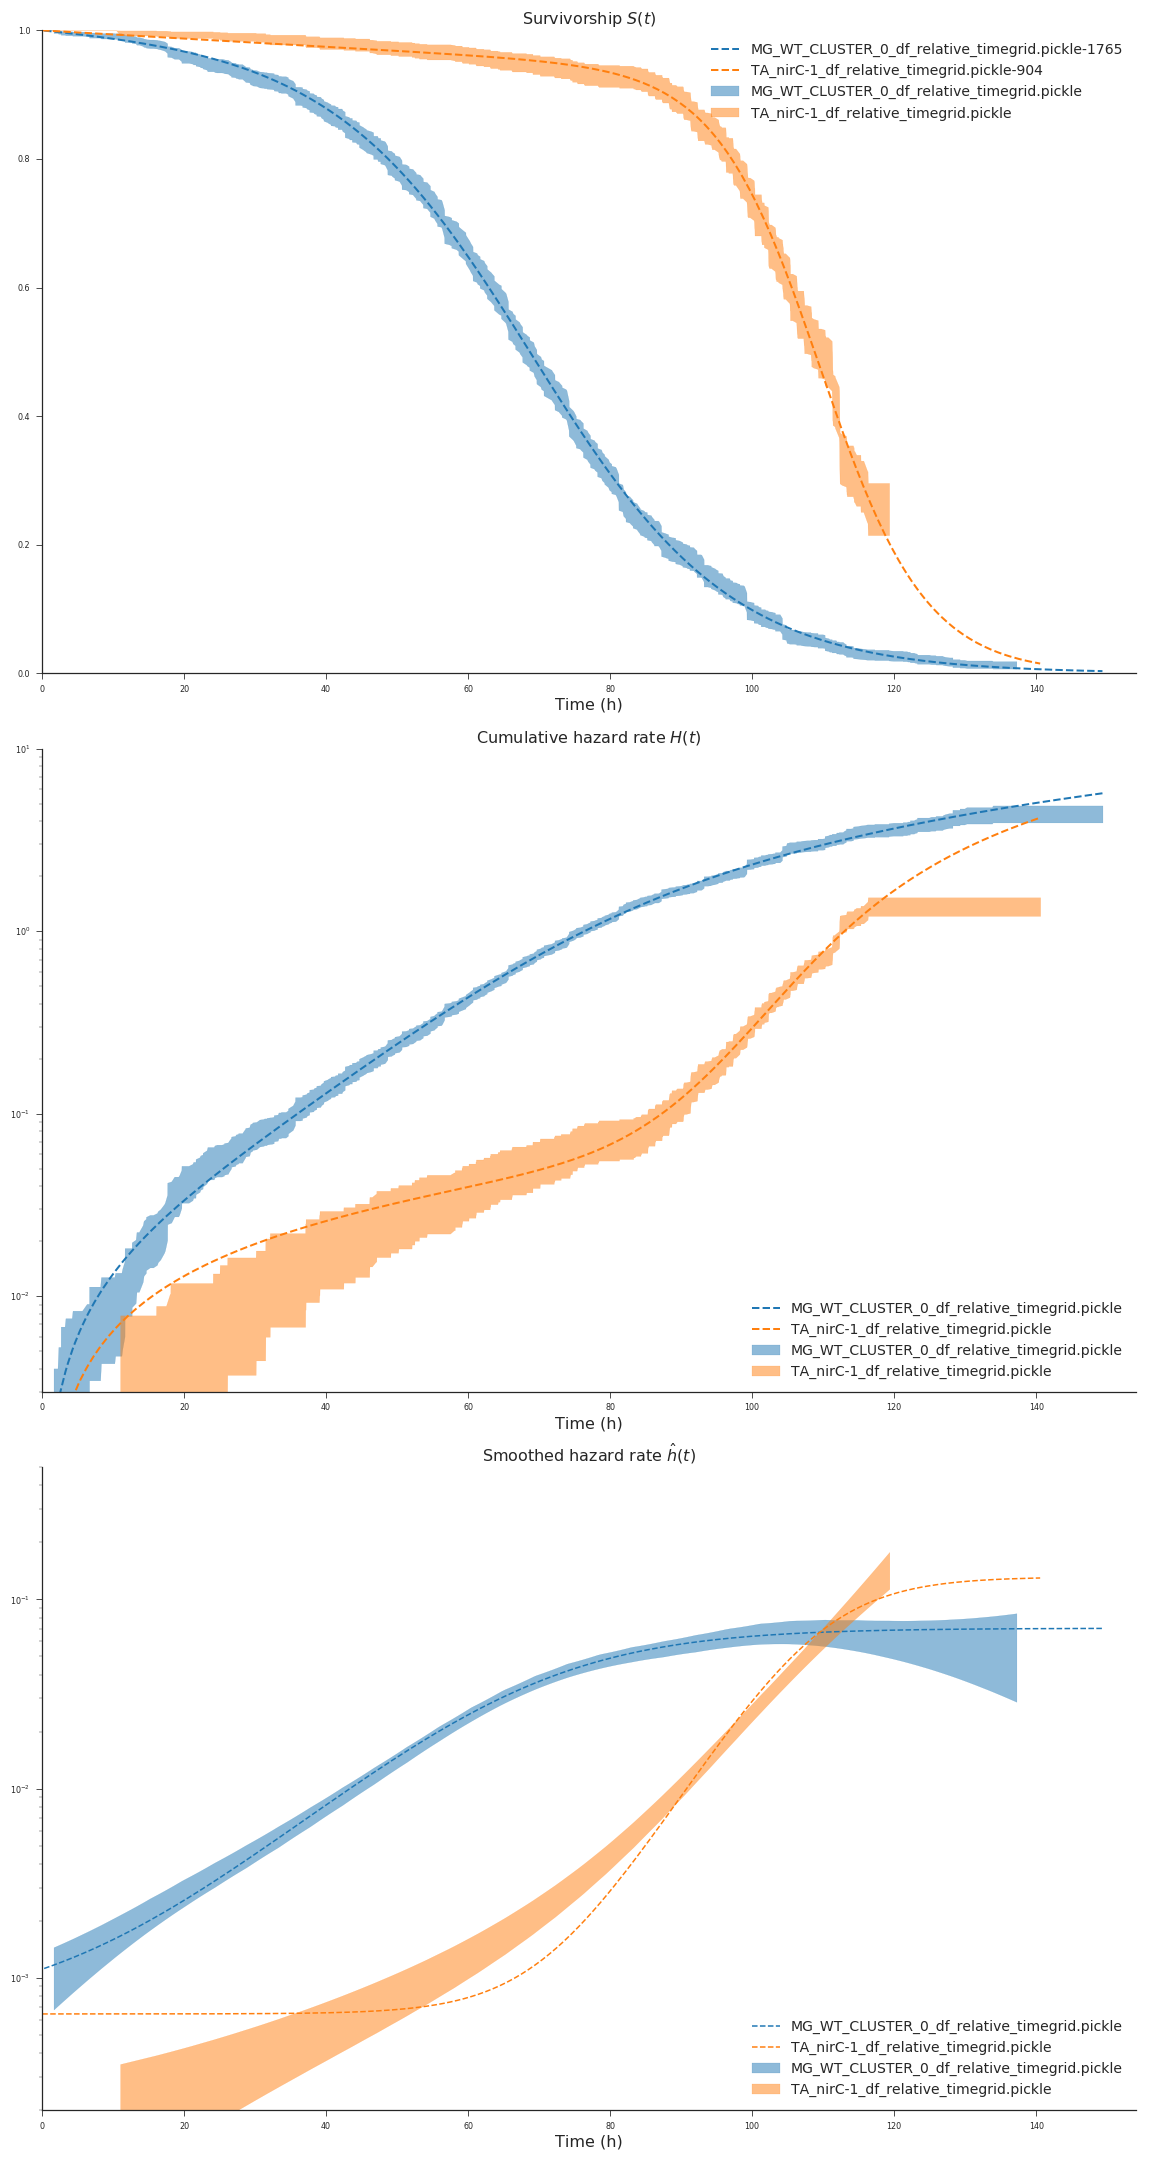 Survivorship S(t)
1.0
0.8
0.6
0.4
0.2
0.0
MG_WT_CLUSTER_0_df_relative_timegrid.pickle-1765
TA_nirC-1_df_relative_timegrid.pickle-904
MG_WT_CLUSTER_0_df_relative_timegrid.pickle
TA_nirC-1_df_relative_timegrid.pickle
0 20 40 60 80 100 120 140
Time (h)
Cumulative hazard rate H(t)
10¹
10⁰
10⁻¹
10⁻²
MG_WT_CLUSTER_0_df_relative_timegrid.pickle
TA_nirC-1_df_relative_timegrid.pickle
MG_WT_CLUSTER_0_df_relative_timegrid.pickle
TA_nirC-1_df_relative_timegrid.pickle
0 20 40 60 80 100 120 140
Time (h)
Smoothed hazard rate ĥ(t)
10⁻¹
10⁻²
10⁻³
MG_WT_CLUSTER_0_df_relative_timegrid.pickle
TA_nirC-1_df_relative_timegrid.pickle
MG_WT_CLUSTER_0_df_relative_timegrid.pickle
TA_nirC-1_df_relative_timegrid.pickle
0 20 40 60 80 100 120 140
Time (h)